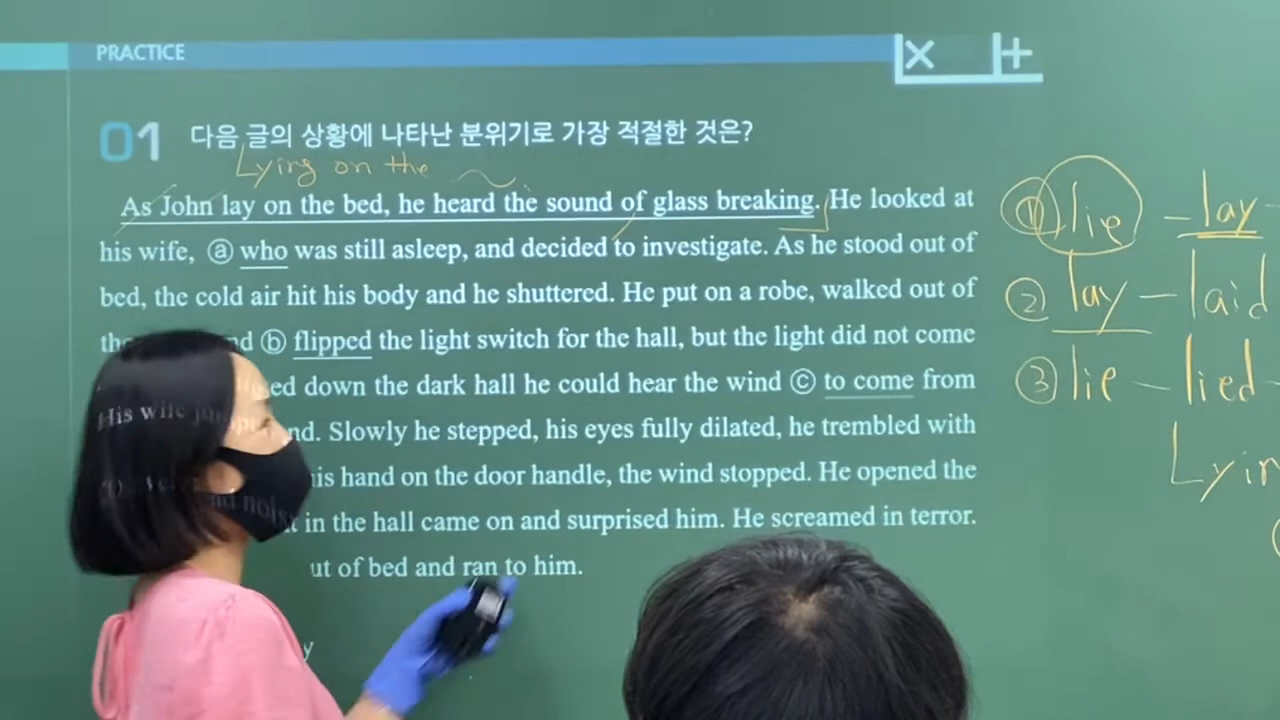 PRACTICE
01 다음 글의 상황에 나타난 분위기로 가장 적절한 것은?
Lying on the
As John lay on the bed, he heard the sound of glass breaking. He looked at
his wife, ⓐ who was still asleep, and decided to investigate. As he stood out of
bed, the cold air hit his body and he shuttered. He put on a robe, walked out of
ⓑ flipped the light switch for the hall, but the light did not come
down the dark hall he could hear the wind ⓒ to come from
Slowly he stepped, his eyes fully dilated, he trembled with
his hand on the door handle, the wind stopped. He opened the
in the hall came on and surprised him. He screamed in terror.
His wife
of bed and ran to him.
① lie - lay -
② lay - laid
③ lie - lied -